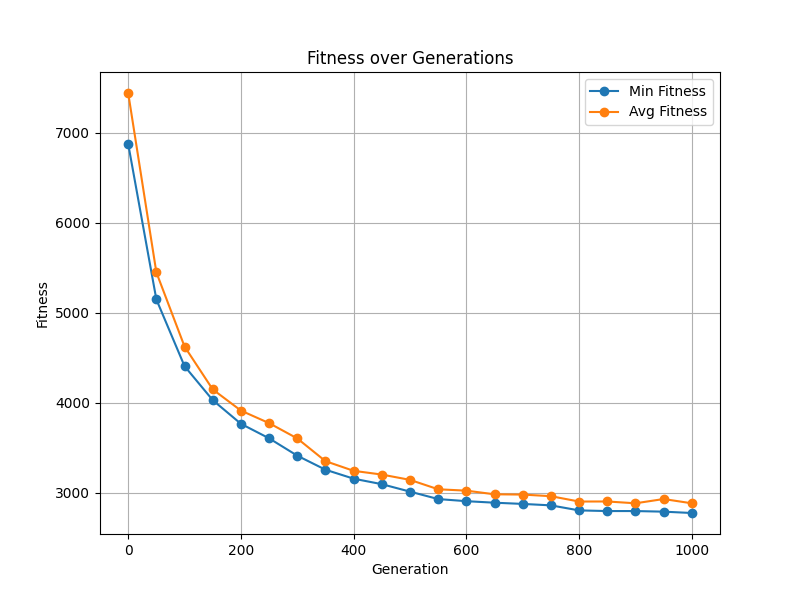 Fitness over Generations
Min Fitness
Avg Fitness
7000
6000
5000
4000
3000
Fitness
0 200 400 600 800 1000
Generation